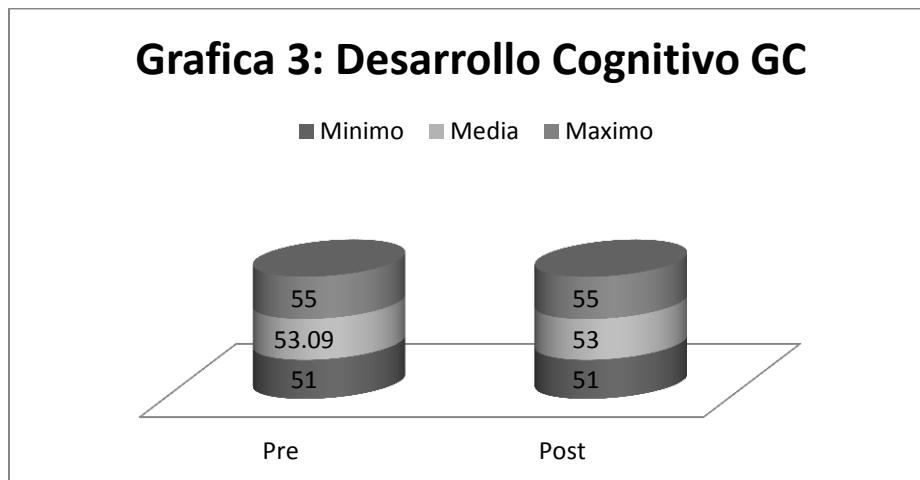 Grafica 3: Desarrollo Cognitivo GC
Minimo Media Maximo
55 55
53.09 53
51 51
Pre Post